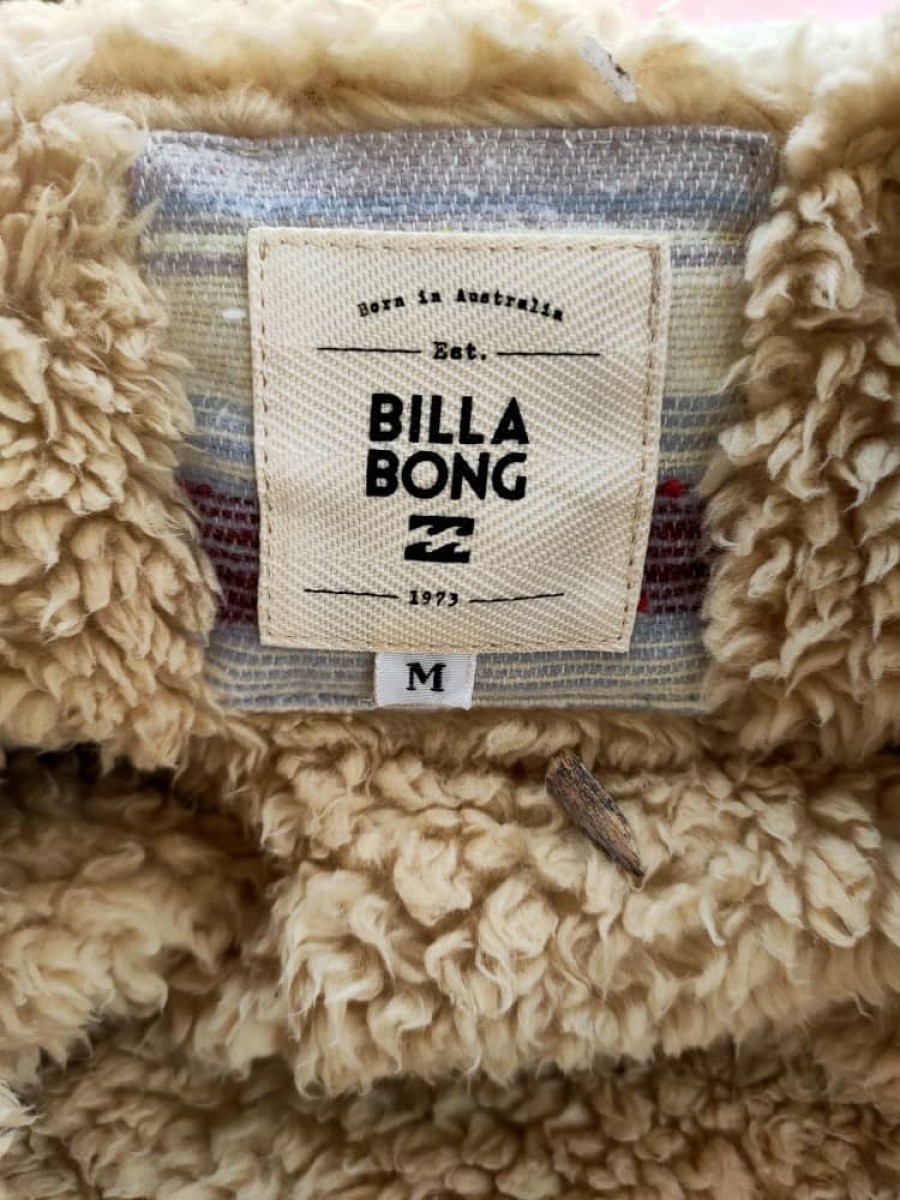 Born in Australia
Est.
BILLA
BONG
1973
M